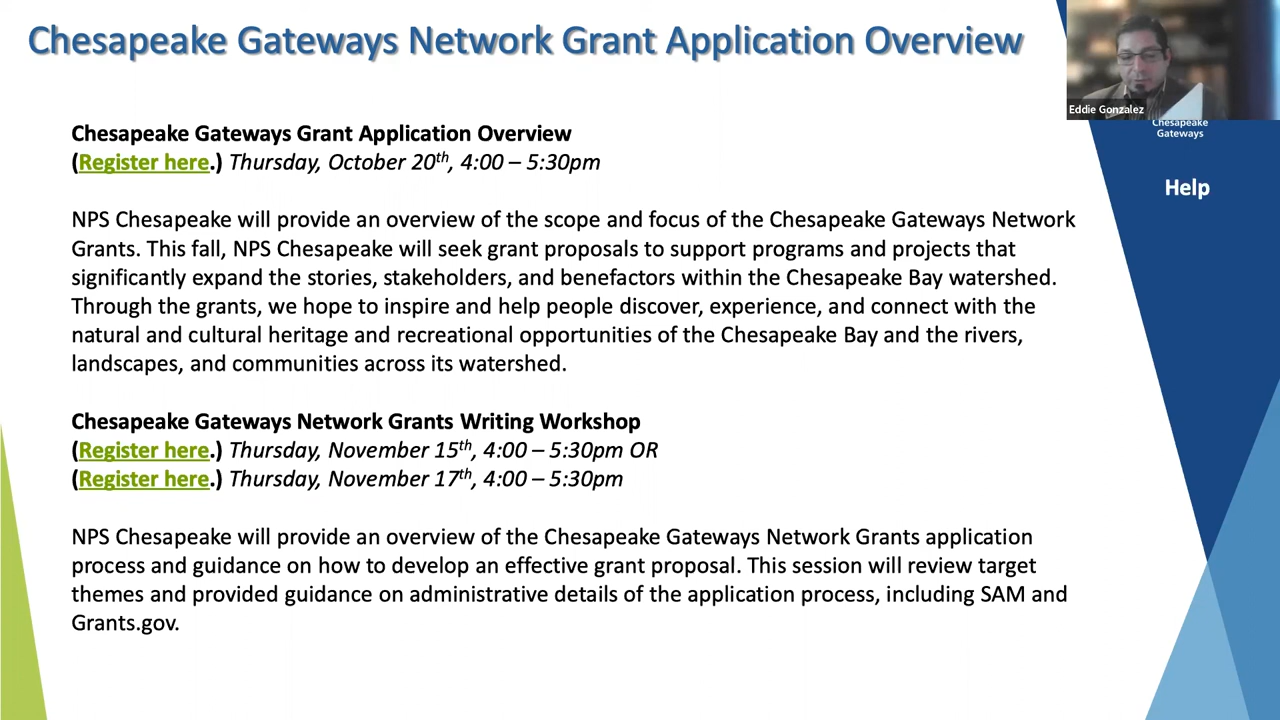 Chesapeake Gateways Network Grant Application Overview
Eddie Gonzalez
Chesapeake
Gateways
Help
Chesapeake Gateways Grant Application Overview
(Register here.) Thursday, October 20th, 4:00 – 5:30pm
NPS Chesapeake will provide an overview of the scope and focus of the Chesapeake Gateways Network
Grants. This fall, NPS Chesapeake will seek grant proposals to support programs and projects that
significantly expand the stories, stakeholders, and benefactors within the Chesapeake Bay watershed.
Through the grants, we hope to inspire and help people discover, experience, and connect with the
natural and cultural heritage and recreational opportunities of the Chesapeake Bay and the rivers,
landscapes, and communities across its watershed.
Chesapeake Gateways Network Grants Writing Workshop
(Register here.) Thursday, November 15th, 4:00 – 5:30pm OR
(Register here.) Thursday, November 17th, 4:00 – 5:30pm
NPS Chesapeake will provide an overview of the Chesapeake Gateways Network Grants application
process and guidance on how to develop an effective grant proposal. This session will review target
themes and provided guidance on administrative details of the application process, including SAM and
Grants.gov.